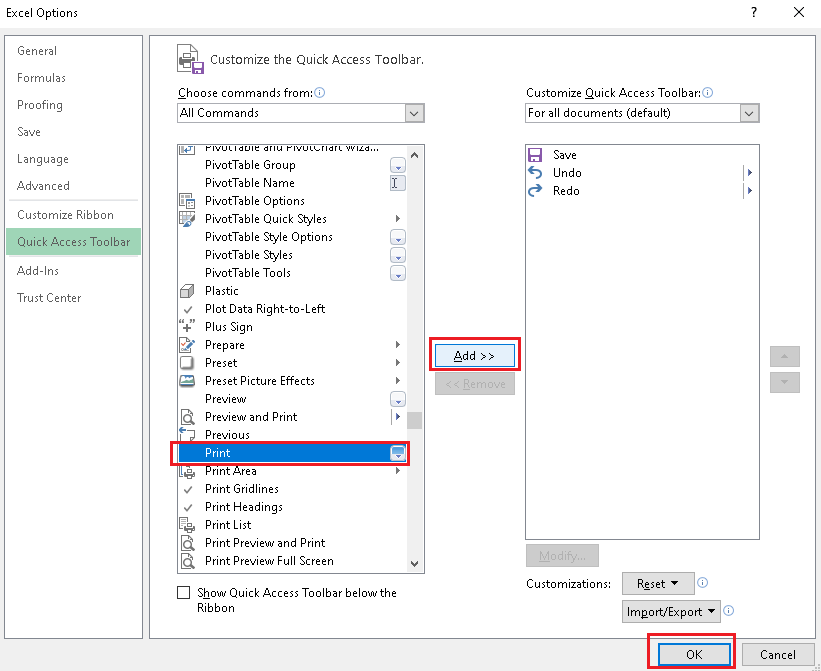 Excel Options
?
General
Formulas
Proofing
Save
Language
Advanced
Customize Ribbon
Quick Access Toolbar
Add-Ins
Trust Center
Customize the Quick Access Toolbar.
Choose commands from:
All Commands
PivotTable and PivotChart Wiza...
PivotTable Group
PivotTable Name
PivotTable Options
PivotTable Quick Styles
PivotTable Style Options
PivotTable Styles
PivotTable Tools
Plastic
Plot Data Right-to-Left
Plus Sign
Prepare
Preset
Preset Picture Effects
Preview
Preview and Print
Previous
Print
Print Area
Print Gridlines
Print Headings
Print List
Print Preview and Print
Print Preview Full Screen
Show Quick Access Toolbar below the
Ribbon
Add >>
<< Remove
Customize Quick Access Toolbar:
For all documents (default)
Save
Undo
Redo
Modify...
Customizations:
Reset
Import/Export
OK
Cancel